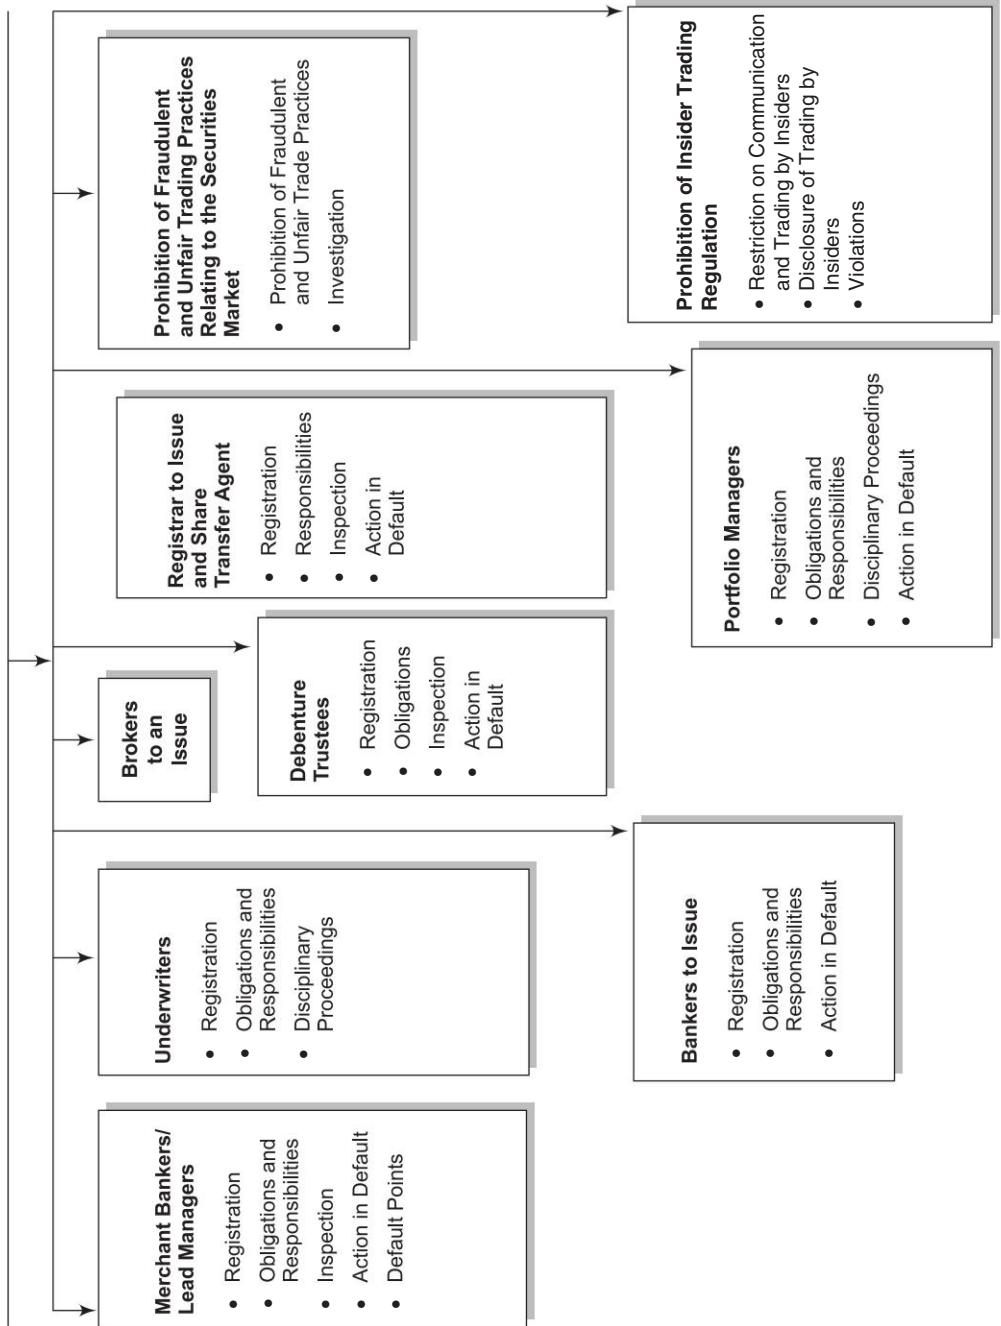 Merchant Bankers/
Lead Managers
• Registration
• Obligations and
Responsibilities
• Inspection
• Action in Default
• Default Points
Underwriters
• Registration
• Obligations and
Responsibilities
• Disciplinary
Proceedings
Bankers to Issue
• Registration
• Obligations and
Responsibilities
• Action in Default
Brokers
to an
Issue
Debenture
Trustees
• Registration
• Obligations
• Inspection
• Action in
Default
Registrar to Issue
and Share
Transfer Agent
• Registration
• Responsibilities
• Inspection
• Action in
Default
Portfolio Managers
• Registration
• Obligations and
Responsibilities
• Disciplinary Proceedings
• Action in Default
Prohibition of Fraudulent
and Unfair Trading Practices
Relating to the Securities
Market
• Prohibition of Fraudulent
and Unfair Trade Practices
• Investigation
Prohibition of Insider Trading
Regulation
• Restriction on Communication
and Trading by Insiders
• Disclosure of Trading by
Insiders
• Violations